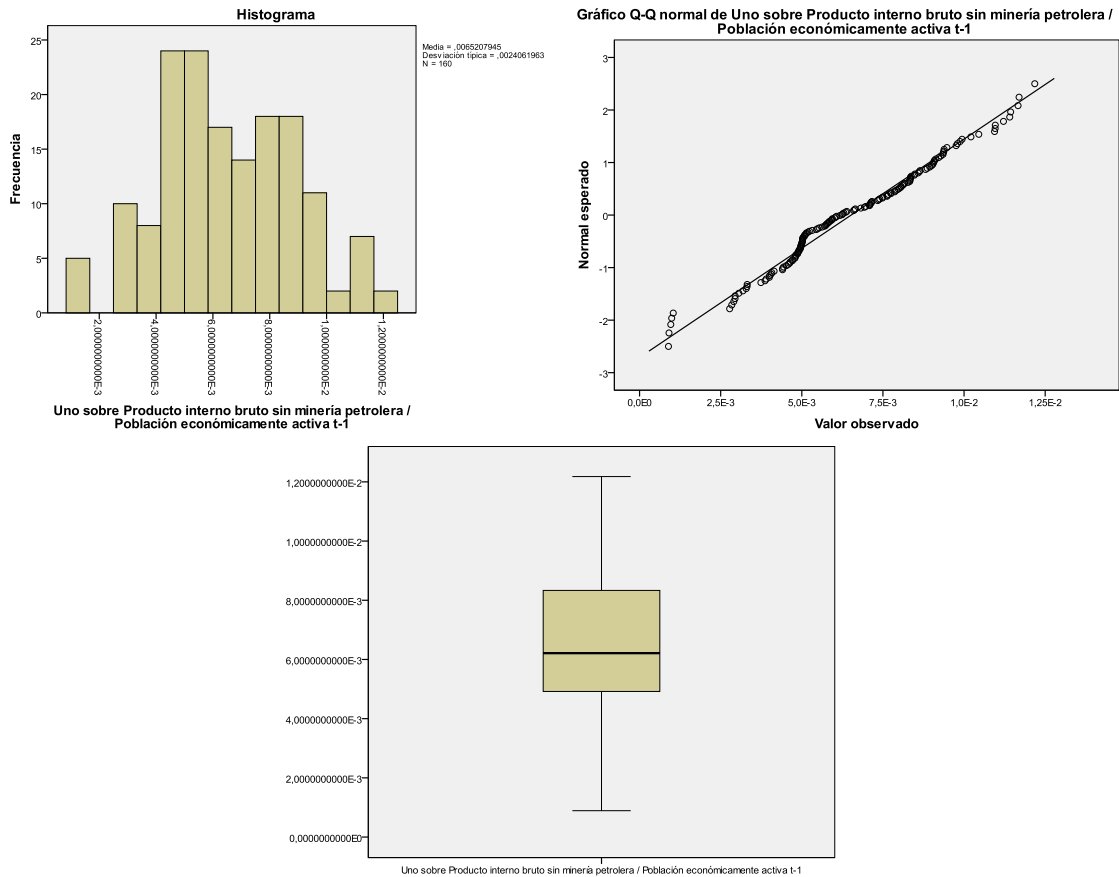 Histograma
Media = ,0065207945
Desviación típica = ,0024061963
N = 160
Frecuencia
25
20
15
10
5
0
2,0000000000E-3
4,0000000000E-3
6,0000000000E-3
8,0000000000E-3
1,0000000000E-2
1,2000000000E-2
Uno sobre Producto interno bruto sin minería petrolera /
Población económicamente activa t-1
Gráfico Q-Q normal de Uno sobre Producto interno bruto sin minería petrolera /
Población económicamente activa t-1
Normal esperado
3
2
1
0
-1
-2
-3
0,0E0
2,5E-3
5,0E-3
7,5E-3
1,0E-2
1,25E-2
Valor observado
1,2000000000E-2
1,0000000000E-2
8,0000000000E-3
6,0000000000E-3
4,0000000000E-3
2,0000000000E-3
0,0000000000E0
Uno sobre Producto interno bruto sin minería petrolera / Población económicamente activa t-1